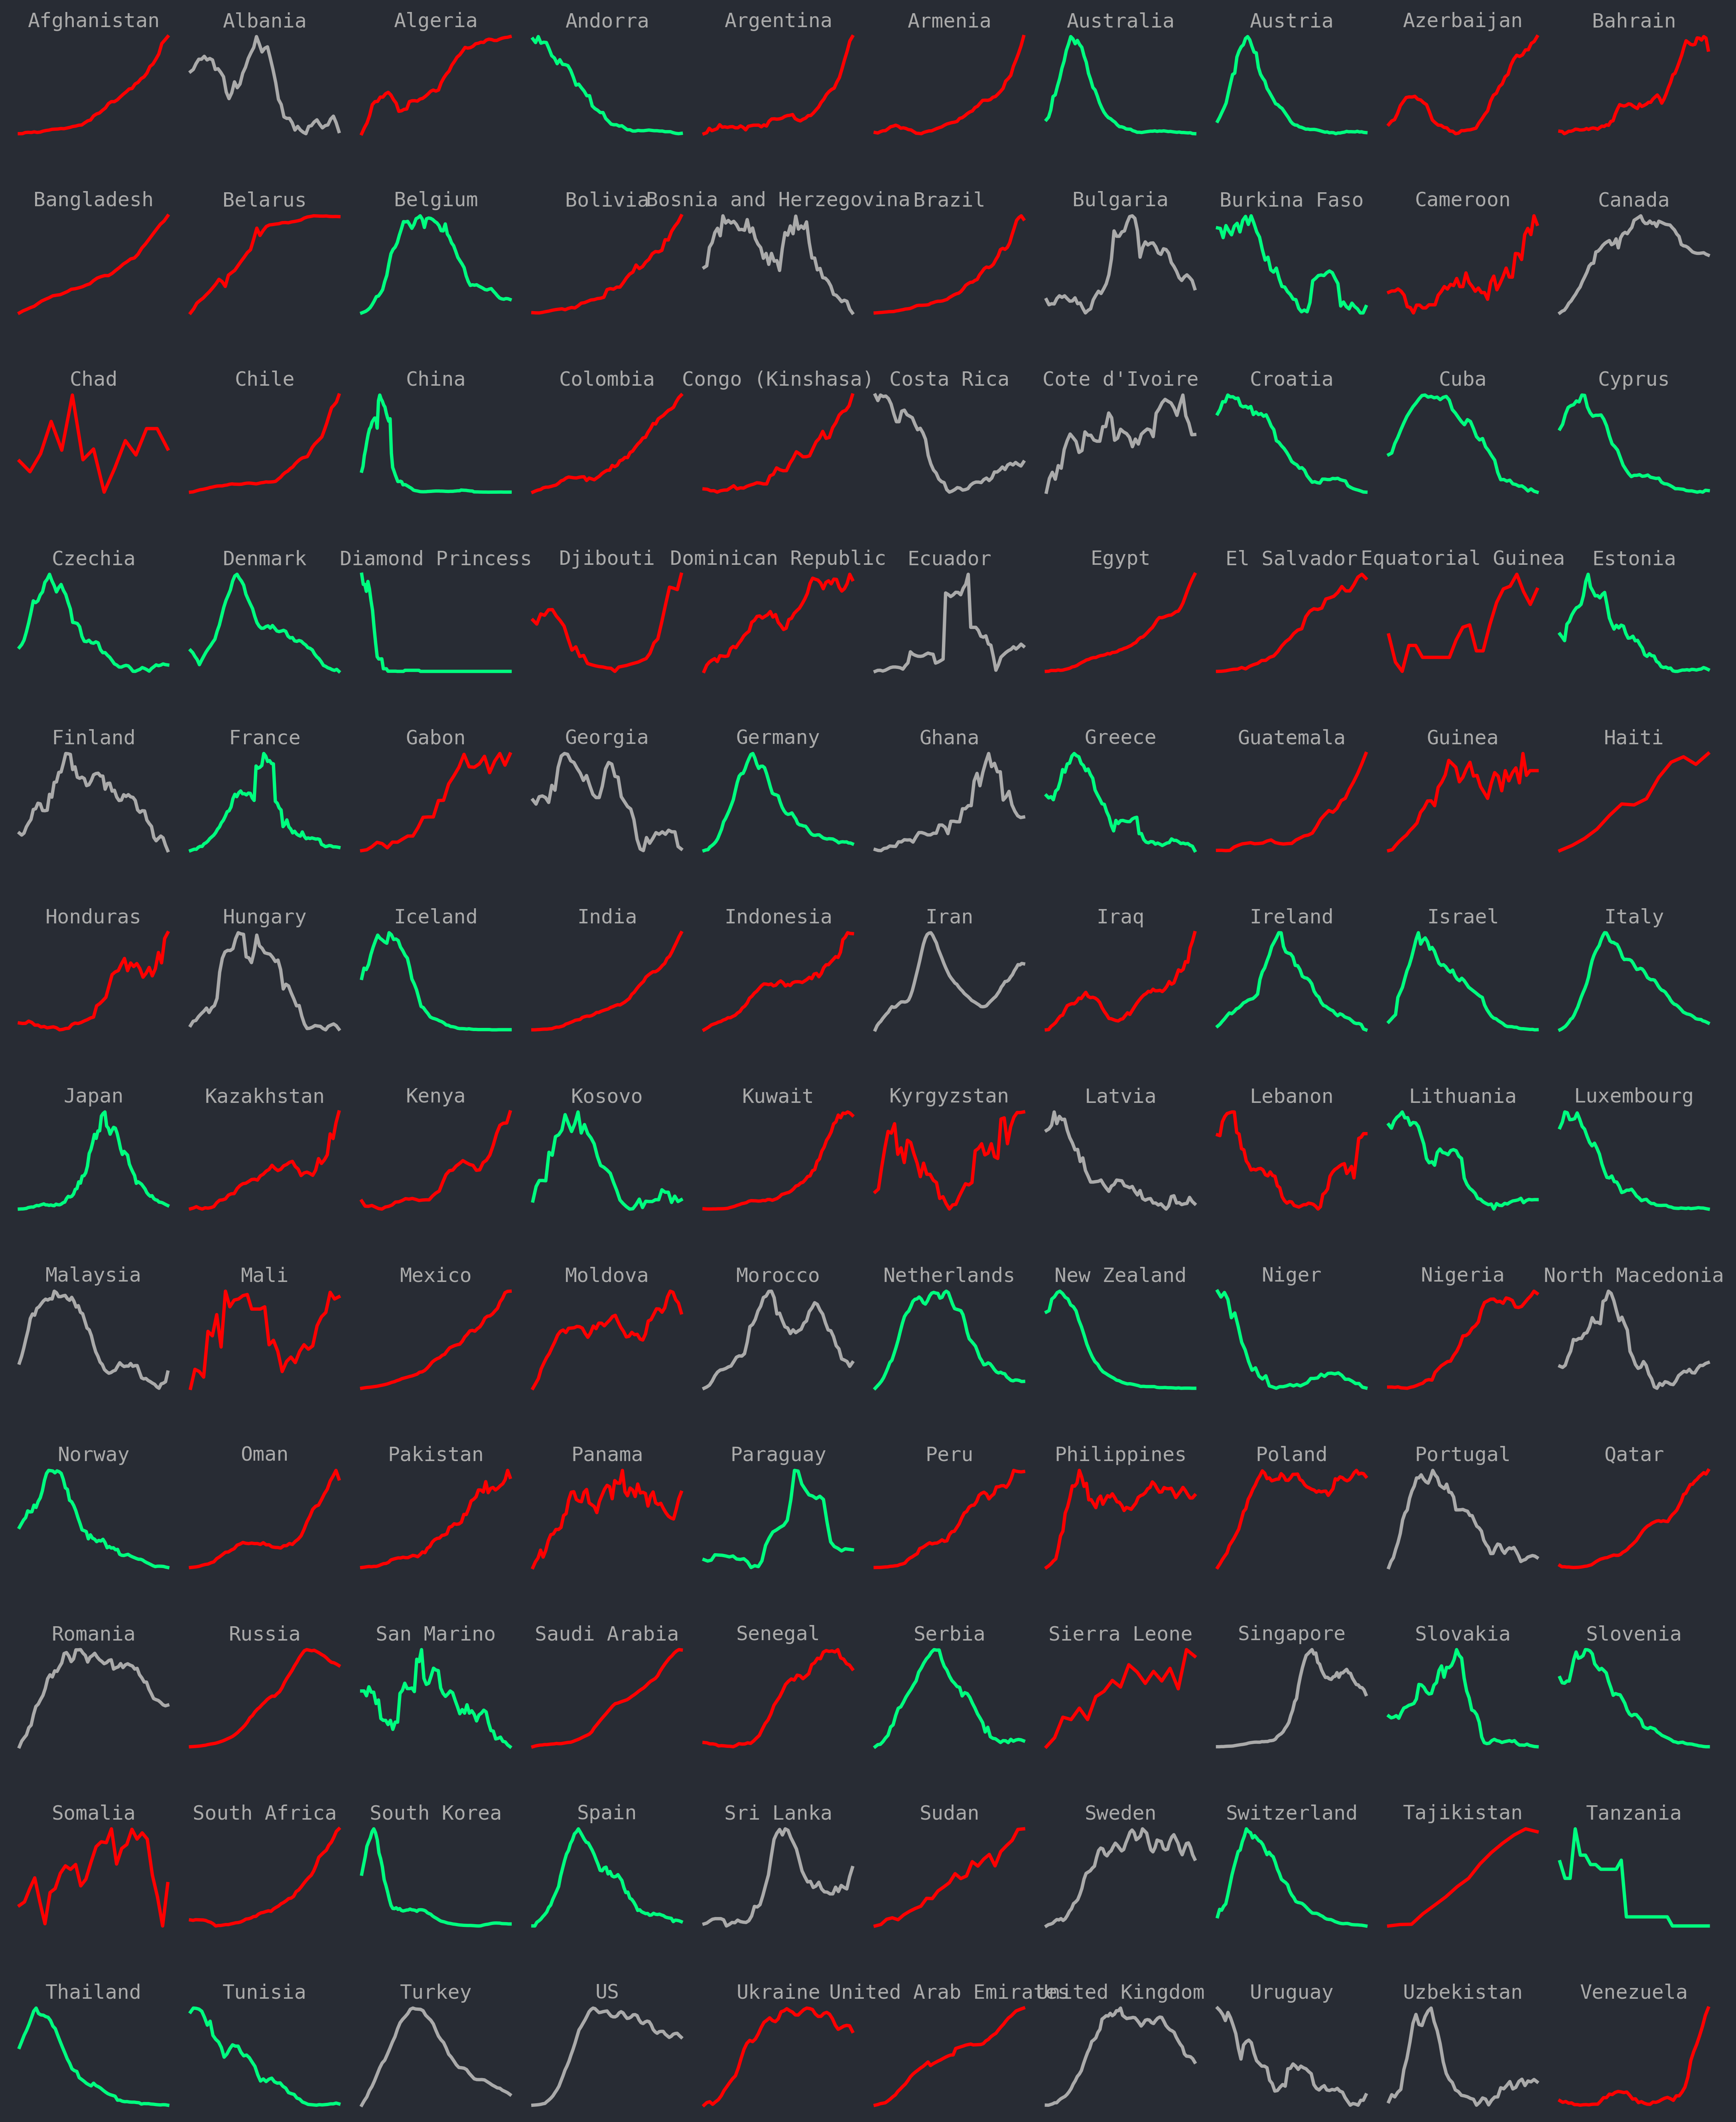 Afghanistan Albania Algeria Andorra Argentina Armenia Australia Austria Azerbaijan Bahrain
Bangladesh Belarus Belgium Bolivia Bosnia and Herzegovina Brazil Bulgaria Burkina Faso Cameroon Canada
Chad Chile China Colombia Congo (Kinshasa) Costa Rica Cote d'Ivoire Croatia Cuba Cyprus
Czechia Denmark Diamond Princess Djibouti Dominican Republic Ecuador Egypt El Salvador Equatorial Guinea Estonia
Finland France Gabon Georgia Germany Ghana Greece Guatemala Guinea Haiti
Honduras Hungary Iceland India Indonesia Iran Iraq Ireland Israel Italy
Japan Kazakhstan Kenya Kosovo Kuwait Kyrgyzstan Latvia Lebanon Lithuania Luxembourg
Malaysia Mali Mexico Moldova Morocco Netherlands New Zealand Niger Nigeria North Macedonia
Norway Oman Pakistan Panama Paraguay Peru Philippines Poland Portugal Qatar
Romania Russia San Marino Saudi Arabia Senegal Serbia Sierra Leone Singapore Slovakia Slovenia
Somalia South Africa South Korea Spain Sri Lanka Sudan Sweden Switzerland Tajikistan Tanzania
Thailand Tunisia Turkey US Ukraine United Arab Emirates United Kingdom Uruguay Uzbekistan Venezuela